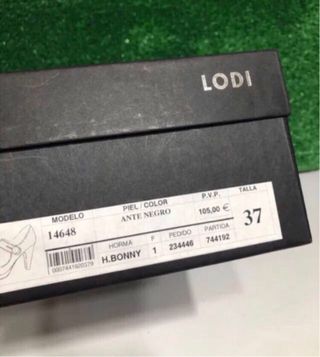 LODI
MODELO PIEL / COLOR P.V.P. TALLA
14648 ANTE NEGRO 105,00 € 37
HORMA F PEDIDO PARTIDA
H.BONNY 1 234446 744192